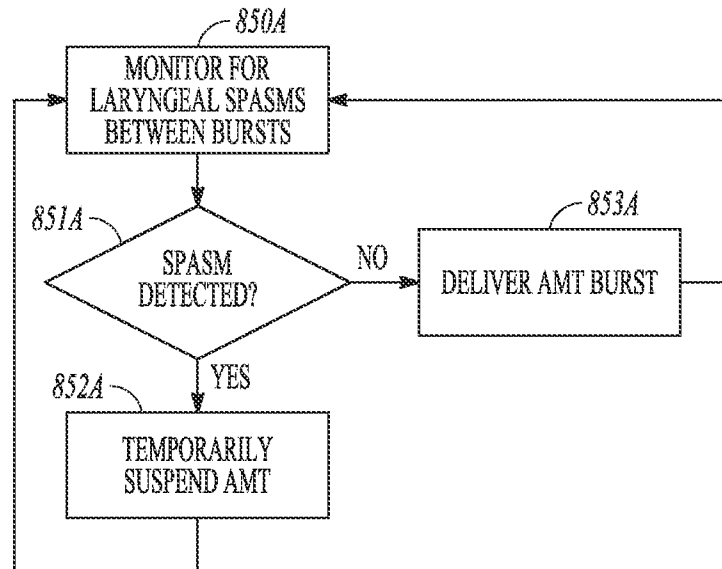 850A
MONITOR FOR
LARYNGEAL SPASMS
BETWEEN BURSTS
851A
SPASM
DETECTED?
NO
853A
DELIVER AMT BURST
YES
852A
TEMPORARILY
SUSPEND AMT